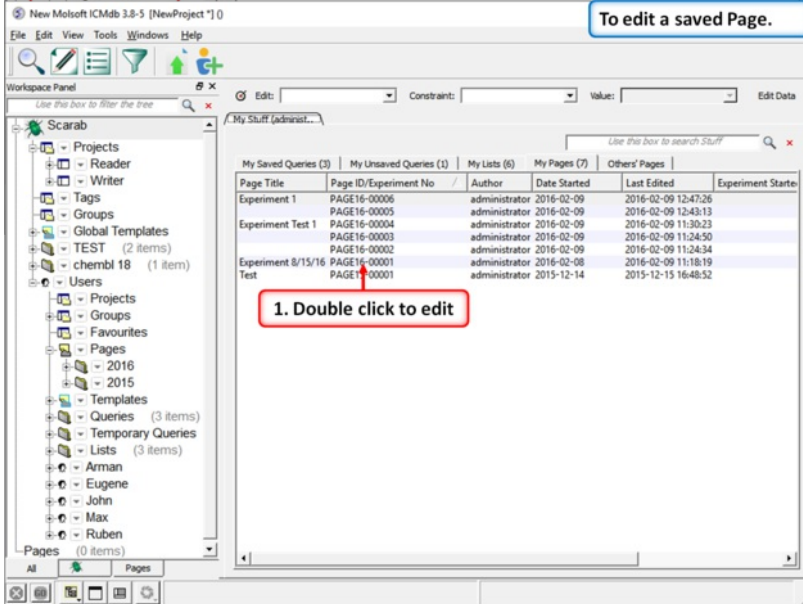 New Molsoft ICMdb 3.8-5 [NewProject *] ()
To edit a saved Page.
File Edit View Tools Windows Help
Workspace Panel
Edit: Constraint: Value: Edit Data
Use this box to filter the tree
My Stuff (administ...
Scarab
Use this box to search Stuff
Projects
Reader
Writer
Tags
Groups
Global Templates
TEST (2 items)
chembl 18 (1 item)
Users
Projects
Groups
Favourites
Pages
2016
2015
Templates
Queries (3 items)
Temporary Queries
Lists (3 items)
Arman
Eugene
John
Max
Ruben
Pages (0 items)
All Pages
My Saved Queries (3) My Unsaved Queries (1) My Lists (6) My Pages (7) Others' Pages
Page Title Page ID/Experiment No Author Date Started Last Edited Experiment Starte
Experiment 1 PAGE16-00006 administrator 2016-02-09 2016-02-09 12:47:26
PAGE16-00005 administrator 2016-02-09 2016-02-09 12:43:13
Experiment Test 1 PAGE16-00004 administrator 2016-02-09 2016-02-09 11:30:23
PAGE16-00003 administrator 2016-02-09 2016-02-09 11:24:50
PAGE16-00002 administrator 2016-02-09 2016-02-09 11:24:34
Experiment 8/15/16 PAGE16-00001 administrator 2016-02-08 2016-02-09 11:18:19
Test PAGE15-00001 administrator 2015-12-14 2015-12-15 16:48:52
1. Double click to edit